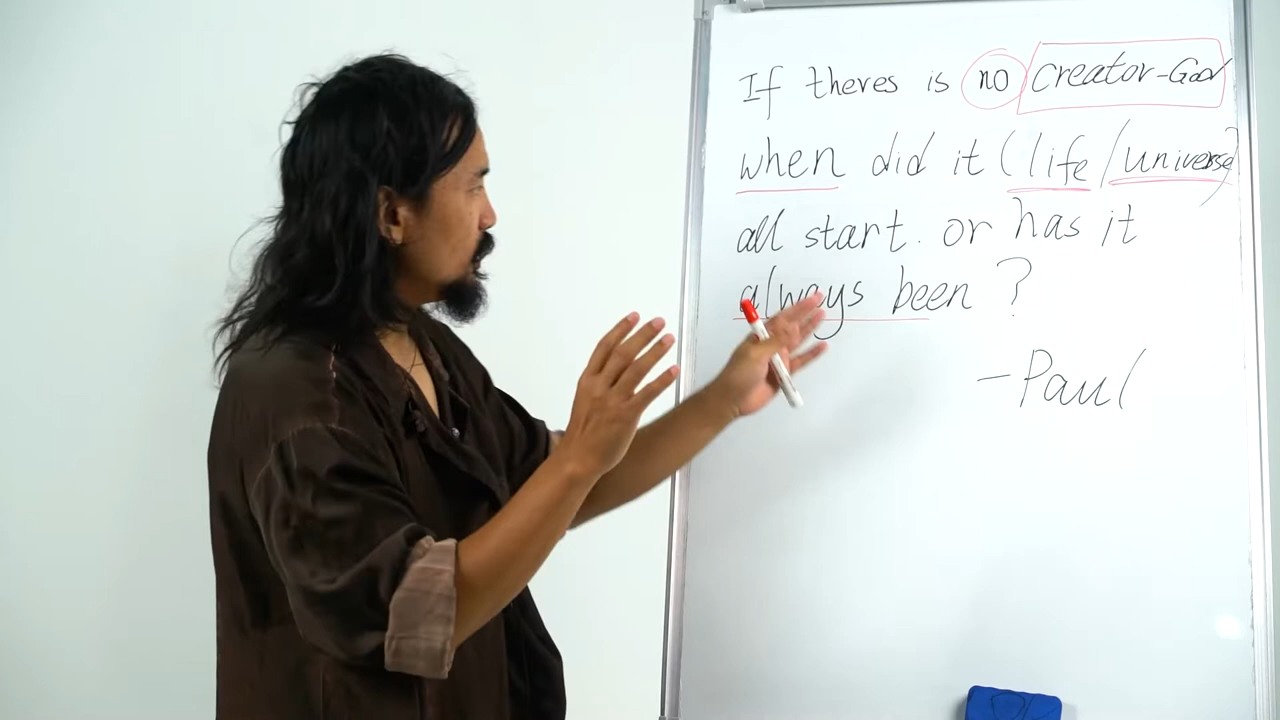 If theres is no Creator-God
when did it (life/universe)
all start. or has it
always been ?
-Paul